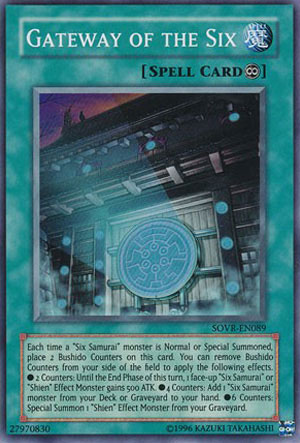 GATEWAY OF THE SIX
[SPELL CARD]
SOVR-EN089
Each time a "Six Samurai" monster is Normal or Special Summoned,
place 2 Bushido Counters on this card. You can remove Bushido
Counters from your side of the field to apply the following effects.
●2 Counters: Until the End Phase of this turn, 1 face-up "Six Samurai" or
"Shien" Effect Monster gains 500 ATK. ●4 Counters: Add 1 "Six Samurai"
monster from your Deck or Graveyard to your hand. ●6 Counters:
Special Summon 1 "Shien" Effect Monster from your Graveyard.
27970830
©1996 KAZUKI TAKAHASHI